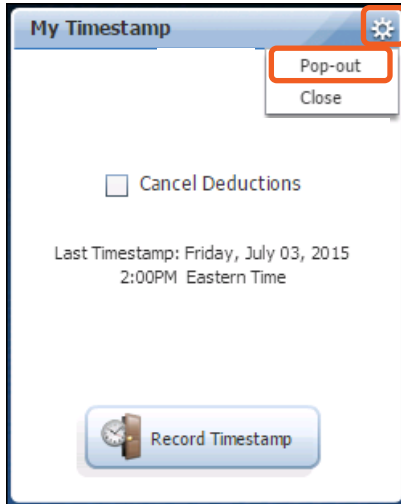 My Timestamp
Pop-out
Close
Cancel Deductions
Last Timestamp: Friday, July 03, 2015
2:00PM Eastern Time
Record Timestamp